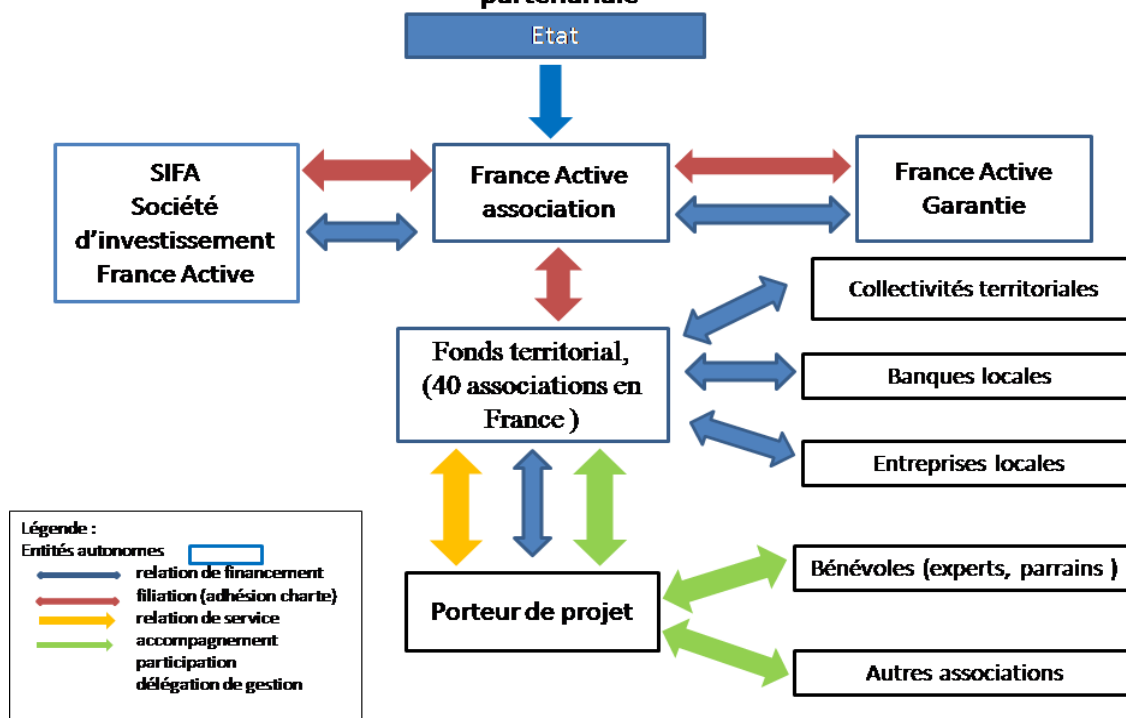 partenariale
Etat
SIFA
Société
d'investissement
France Active
France Active
association
France Active
Garantie
Collectivités territoriales
Fonds territorial,
(40 associations en
France )
Banques locales
Entreprises locales
Légende :
Entités autonomes
relation de financement
filiation (adhésion charte)
relation de service
accompagnement
participation
délégation de gestion
Porteur de projet
Bénévoles (experts, parrains )
Autres associations